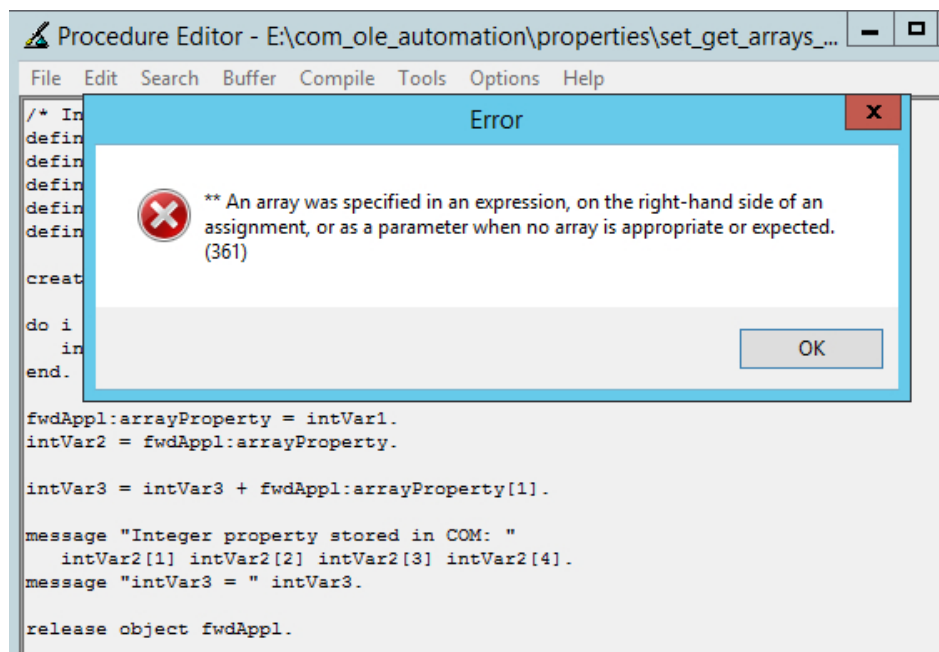 Procedure Editor - E:\com_ole_automation\properties\set_get_arrays_...
File Edit Search Buffer Compile Tools Options Help
/* In
defin
defin
defin
defin
defin
creat
do i
in
end.
Error
x
** An array was specified in an expression, on the right-hand side of an
assignment, or as a parameter when no array is appropriate or expected.
(361)
OK
fwdAppl:arrayProperty = intVar1.
intVar2 = fwdAppl:arrayProperty.
intVar3 = intVar3 + fwdAppl:arrayProperty[1].
message "Integer property stored in COM: "
intVar2[1] intVar2[2] intVar2[3] intVar2[4].
message "intVar3 = " intVar3.
release object fwdAppl.